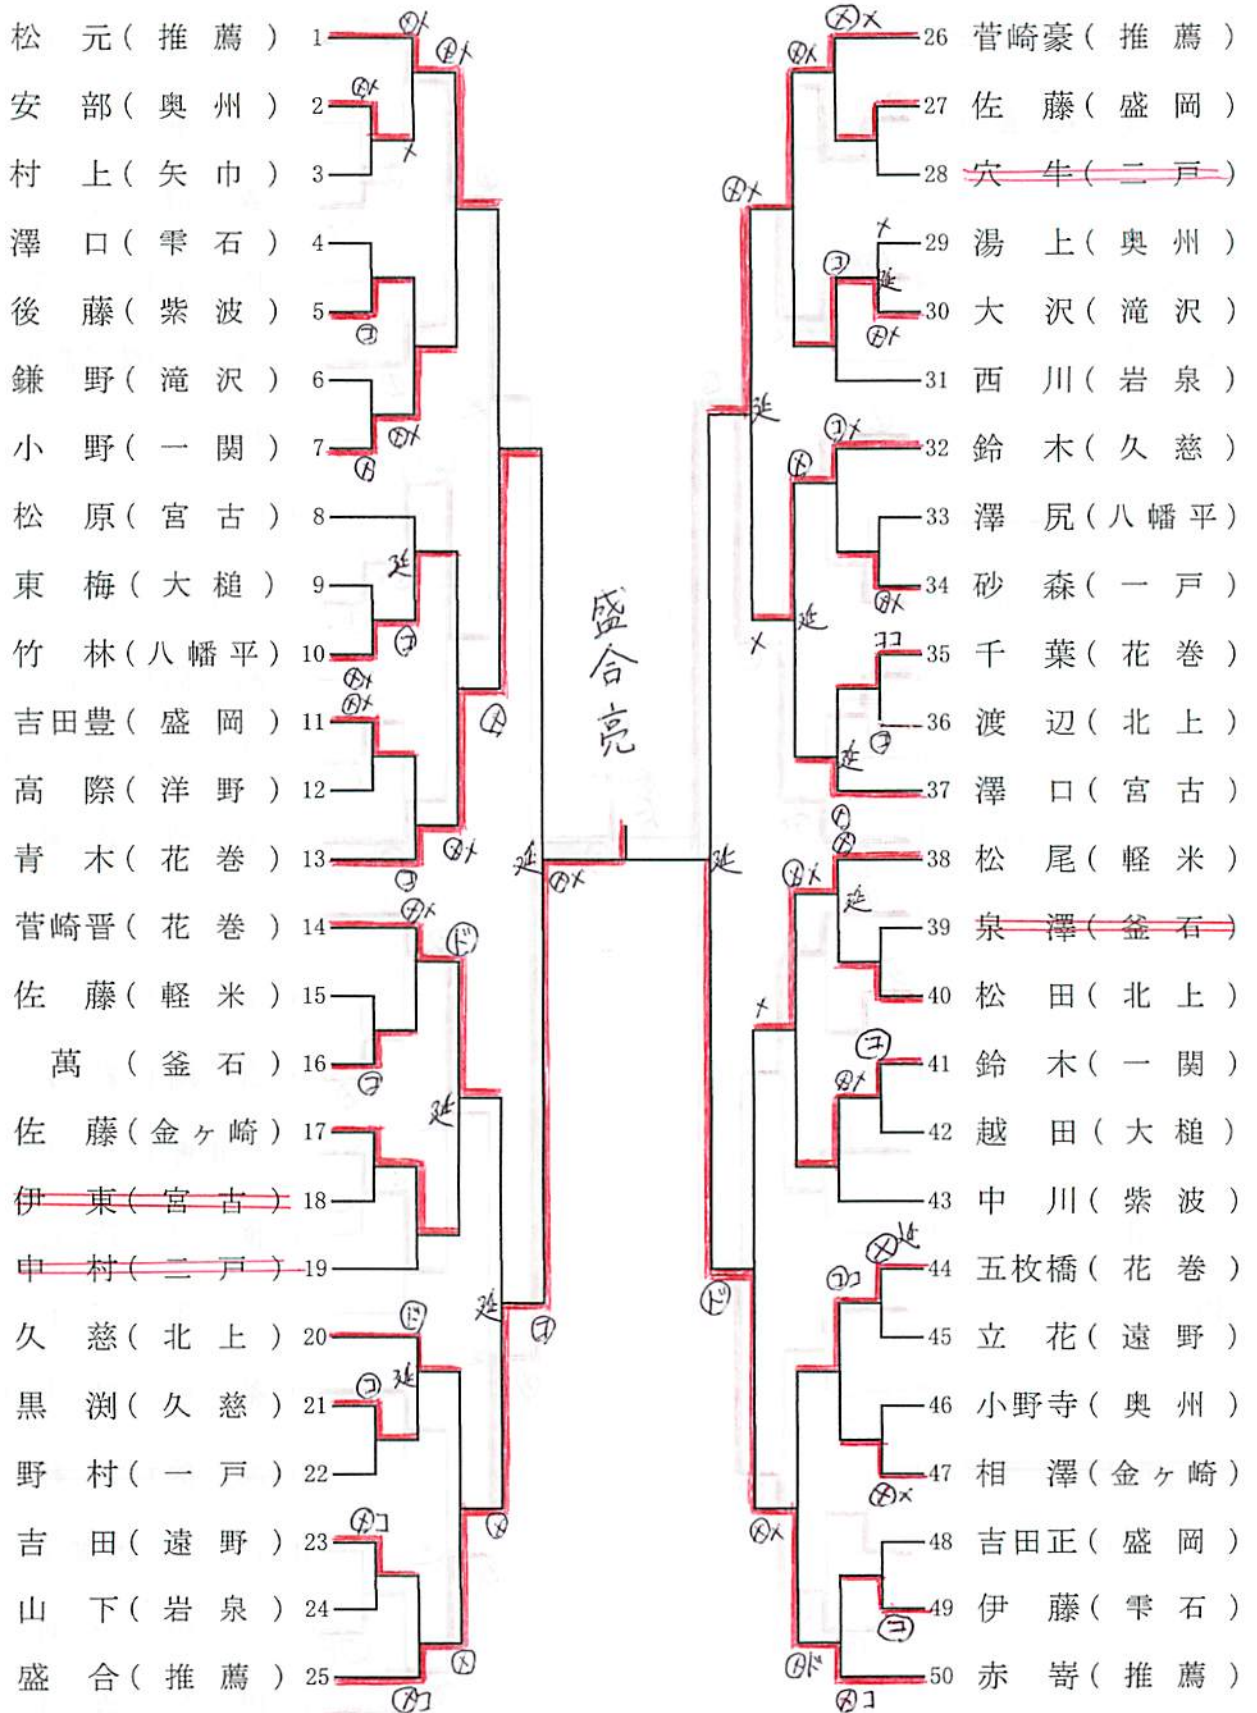 松元(推薦) 1
安部(奥州) 2
村上(矢巾) 3
澤口(雫石) 4
後藤(紫波) 5
鎌野(滝沢) 6
小野(一関) 7
松原(宮古) 8
東梅(大槌) 9
竹林(八幡平) 10
吉田豊(盛岡) 11
高際(洋野) 12
青木(花巻) 13
菅崎晋(花巻) 14
佐藤(軽米) 15
萬(釜石) 16
佐藤(金ヶ崎) 17
伊東(宮古) 18
中村(二戸) 19
久慈(北上) 20
黒渕(久慈) 21
野村(一戸) 22
吉田(遠野) 23
山下(岩泉) 24
盛合(推薦) 25
盛合亮
26 菅崎豪(推薦)
27 佐藤(盛岡)
28 穴牛(二戸)
29 湯上(奥州)
30 大沢(滝沢)
31 西川(岩泉)
32 鈴木(久慈)
33 澤尻(八幡平)
34 砂森(一戸)
35 千葉(花巻)
36 渡辺(北上)
37 澤口(宮古)
38 松尾(軽米)
39 泉澤(釜石)
40 松田(北上)
41 鈴木(一関)
42 越田(大槌)
43 中川(紫波)
44 五枚橋(花巻)
45 立花(遠野)
46 小野寺(奥州)
47 相澤(金ヶ崎)
48 吉田正(盛岡)
49 伊藤(雫石)
50 赤嵜(推薦)